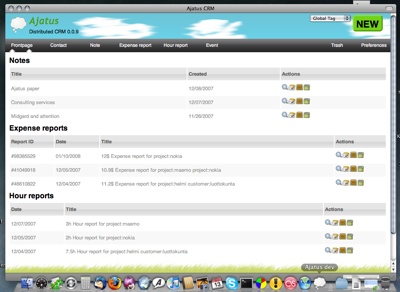 Ajatus CRM
Ajatus
Distributed CRM 0.0.9
Global Tag
NEW
Frontpage Contact Note Expense report Hour report Event Trash Preferences
Notes
Title Created Actions
Ajatus paper 12/08/2007
Consulting services 12/07/2007
Midgard and attention 11/26/2007
Expense reports
Report ID Date Title Actions
01/10/2008 10$ Expense report for project:nokia
12/05/2007 10.0$ Expense report for project:maemo project:nokia
12/04/2007 11.2$ Expense report for project:helmi customer:luottokunta
Hour reports
Date Title Actions
12/07/2007 3h Hour report for project:maemo
12/05/2007 2h Hour report for project:nokia
12/04/2007 7.5h Hour report for project:helmi customer:luottokunta
Ajatus dev